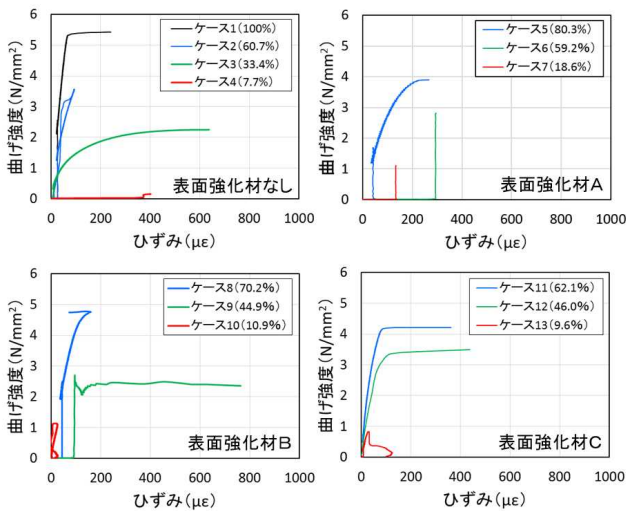 曲げ強度(N/mm²)
6
5
4
3
2
1
0
ケース1(100%)
ケース2(60.7%)
ケース3(33.4%)
ケース4(7.7%)
表面強化材なし
0 200 400 600 800 1000
ひずみ(με)
曲げ強度(N/mm²)
6
5
4
3
2
1
0
ケース5(80.3%)
ケース6(59.2%)
ケース7(18.6%)
表面強化材A
0 200 400 600 800 1000
ひずみ(με)
曲げ強度(N/mm²)
6
5
4
3
2
1
0
ケース8(70.2%)
ケース9(44.9%)
ケース10(10.9%)
表面強化材B
0 200 400 600 800 1000
ひずみ(με)
曲げ強度(N/mm²)
6
5
4
3
2
1
0
ケース11(62.1%)
ケース12(46.0%)
ケース13(9.6%)
表面強化材C
0 200 400 600 800 1000
ひずみ(με)